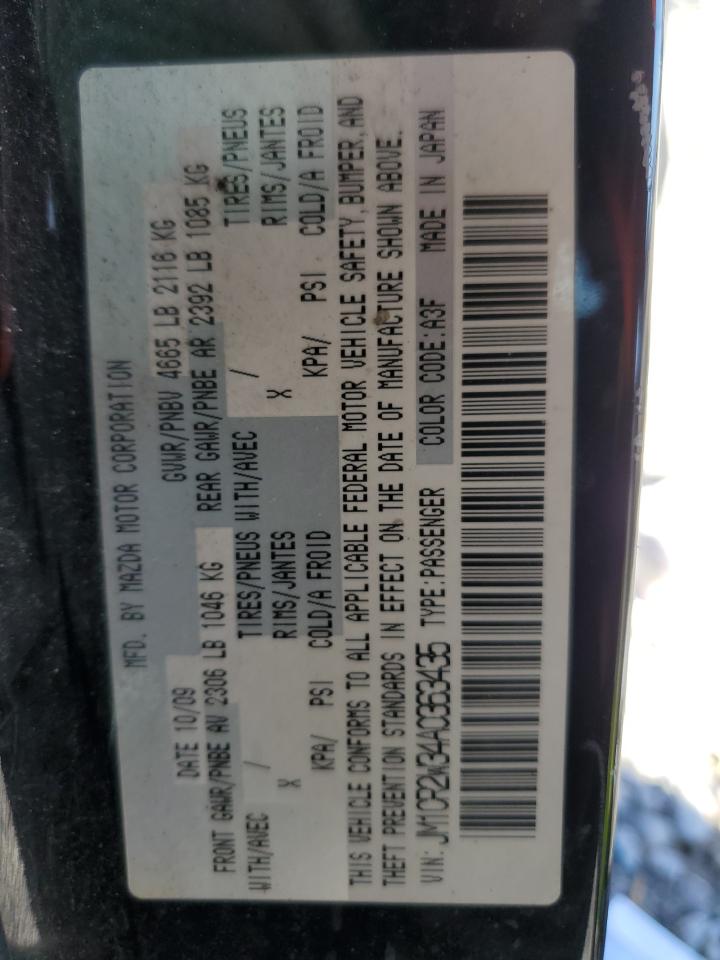 MFD. BY MAZDA MOTOR CORPORATION
DATE 10/09 GVWR/PNBV 4665 LB 2116 KG
FRONT GAWR/PNBE AV 2306 LB 1046 KG REAR GAWR/PNBE AR 2392 LB 1085 KG
WITH/AVEC / TIRES/PNEUS WITH/AVEC / TIRES/PNEUS
X RIMS/JANTES X RIMS/JANTES
KPA/ PSI COLD/A FROID KPA/ PSI COLD/A FROID
THIS VEHICLE CONFORMS TO ALL APPLICABLE FEDERAL MOTOR VEHICLE SAFETY, BUMPER, AND
THEFT PREVENTION STANDARDS IN EFFECT ON THE DATE OF MANUFACTURE SHOWN ABOVE.
VIN: JM1CR2W34A0363435 TYPE:PASSENGER COLOR CODE:A3F MADE IN JAPAN